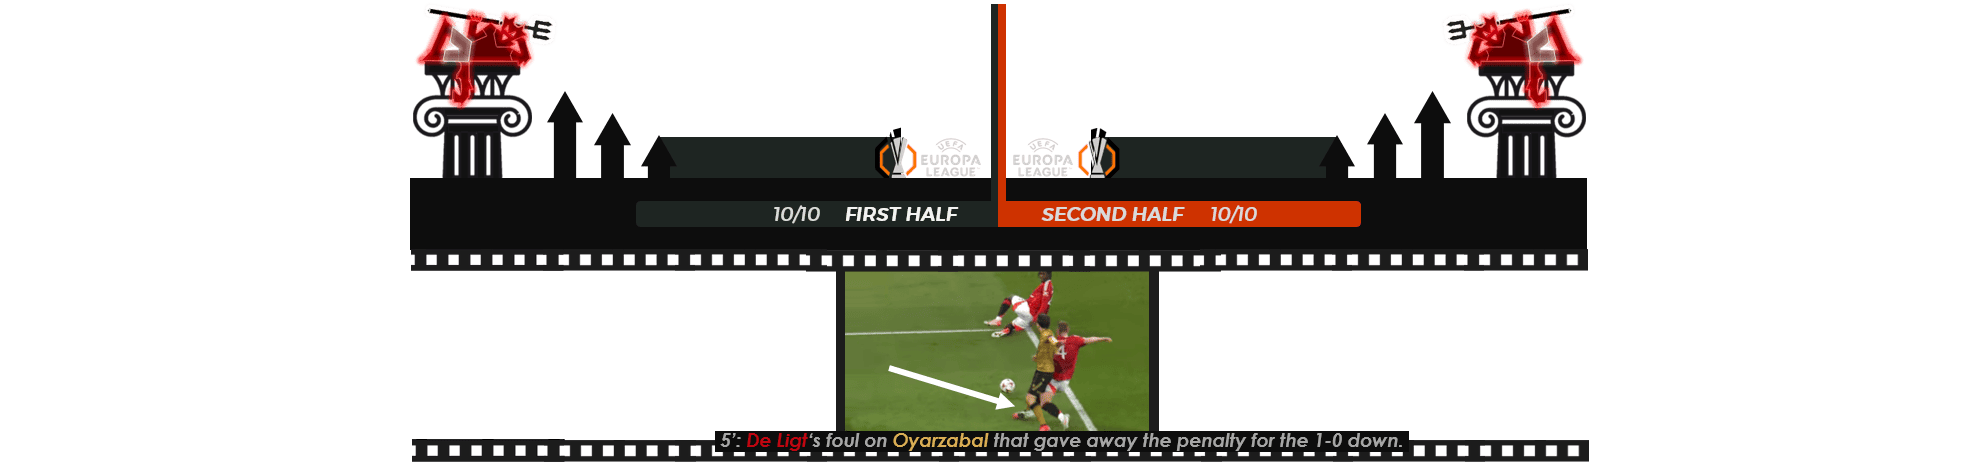 UEFA
EUROPA
LEAGUE
UEFA
EUROPA
LEAGUE
10/10 FIRST HALF
SECOND HALF 10/10
4
5’: De Ligt‘s foul on Oyarzabal that gave away the penalty for the 1-0 down.